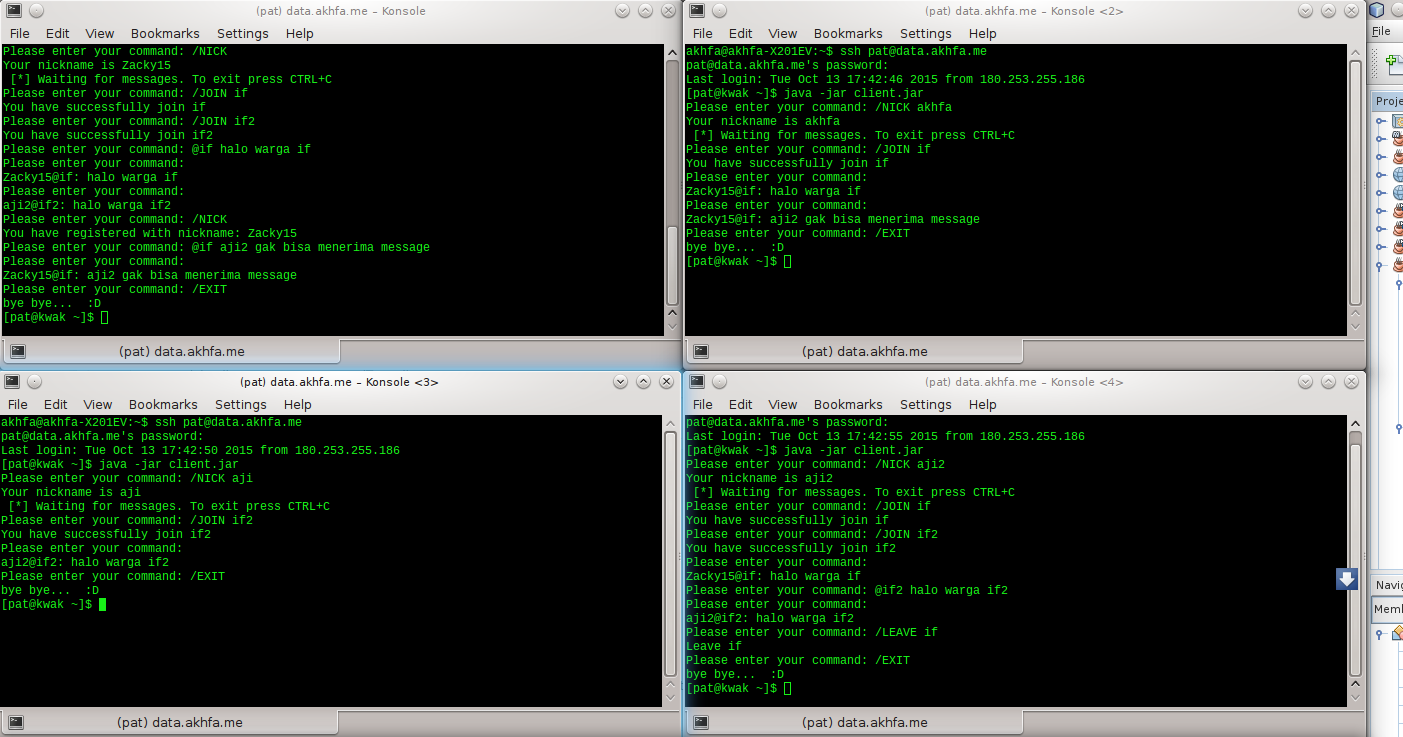 (pat) data.akhfa.me – Konsole
File Edit View Bookmarks Settings Help
Please enter your command: /NICK
Your nickname is Zacky15
[*] Waiting for messages. To exit press CTRL+C
Please enter your command: /JOIN if
You have successfully join if
Please enter your command: /JOIN if2
You have successfully join if2
Please enter your command: @if halo warga if
Please enter your command:
Zacky15@if: halo warga if
Please enter your command:
aji2@if2: halo warga if2
Please enter your command: /NICK
You have registered with nickname: Zacky15
Please enter your command: @if aji2 gak bisa menerima message
Please enter your command:
Zacky15@if: aji2 gak bisa menerima message
Please enter your command: /EXIT
bye bye...  :D
[pat@kwak ~]$
(pat) data.akhfa.me
(pat) data.akhfa.me – Konsole <2>
File Edit View Bookmarks Settings Help
akhfa@akhfa-X201EV:~$ ssh pat@data.akhfa.me
pat@data.akhfa.me's password:
Last login: Tue Oct 13 17:42:46 2015 from 180.253.255.186
[pat@kwak ~]$ java -jar client.jar
Please enter your command: /NICK akhfa
Your nickname is akhfa
[*] Waiting for messages. To exit press CTRL+C
Please enter your command: /JOIN if
You have successfully join if
Please enter your command:
Zacky15@if: halo warga if
Please enter your command:
Zacky15@if: aji2 gak bisa menerima message
Please enter your command: /EXIT
bye bye...  :D
[pat@kwak ~]$
(pat) data.akhfa.me
(pat) data.akhfa.me – Konsole <3>
File Edit View Bookmarks Settings Help
akhfa@akhfa-X201EV:~$ ssh pat@data.akhfa.me
pat@data.akhfa.me's password:
Last login: Tue Oct 13 17:42:50 2015 from 180.253.255.186
[pat@kwak ~]$ java -jar client.jar
Please enter your command: /NICK aji
Your nickname is aji
[*] Waiting for messages. To exit press CTRL+C
Please enter your command: /JOIN if2
You have successfully join if2
Please enter your command:
aji2@if2: halo warga if2
Please enter your command: /EXIT
bye bye...  :D
[pat@kwak ~]$
(pat) data.akhfa.me
(pat) data.akhfa.me – Konsole <4>
File Edit View Bookmarks Settings Help
pat@data.akhfa.me's password:
Last login: Tue Oct 13 17:42:55 2015 from 180.253.255.186
[pat@kwak ~]$ java -jar client.jar
Please enter your command: /NICK aji2
Your nickname is aji2
[*] Waiting for messages. To exit press CTRL+C
Please enter your command: /JOIN if
You have successfully join if
Please enter your command: /JOIN if2
You have successfully join if2
Please enter your command:
Zacky15@if: halo warga if
Please enter your command: @if2 halo warga if2
Please enter your command:
aji2@if2: halo warga if2
Please enter your command: /LEAVE if
Leave if
Please enter your command: /EXIT
bye bye...  :D
[pat@kwak ~]$
(pat) data.akhfa.me
File
Proje
Navig
Memb